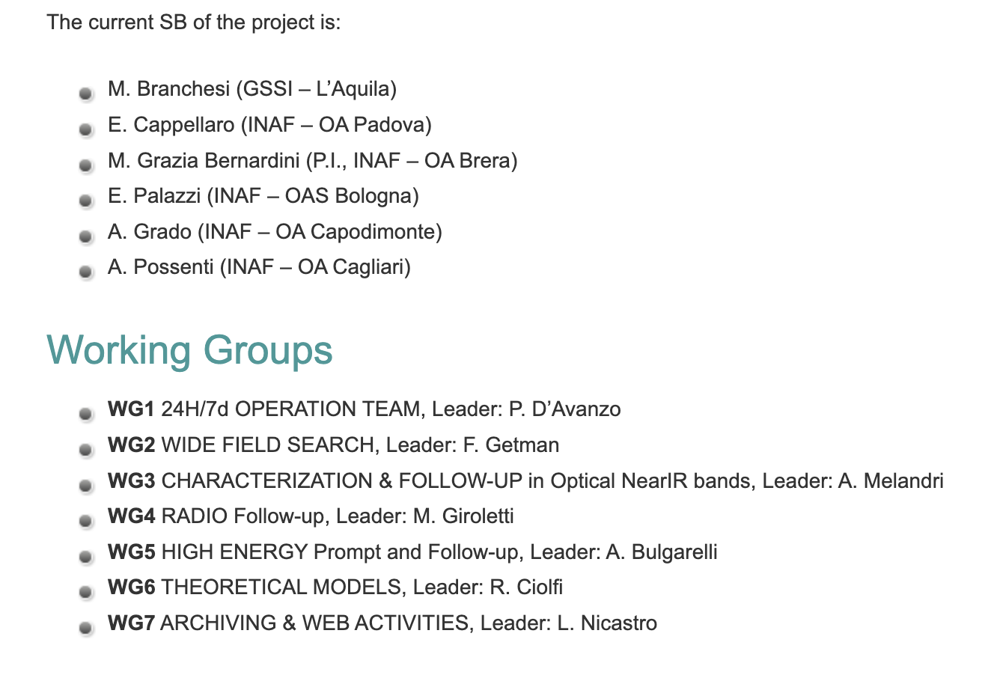 The current SB of the project is:
M. Branchesi (GSSI – L’Aquila)
E. Cappellaro (INAF – OA Padova)
M. Grazia Bernardini (P.I., INAF – OA Brera)
E. Palazzi (INAF – OAS Bologna)
A. Grado (INAF – OA Capodimonte)
A. Possenti (INAF – OA Cagliari)
Working Groups
WG1 24H/7d OPERATION TEAM, Leader: P. D’Avanzo
WG2 WIDE FIELD SEARCH, Leader: F. Getman
WG3 CHARACTERIZATION & FOLLOW-UP in Optical NearIR bands, Leader: A. Melandri
WG4 RADIO Follow-up, Leader: M. Giroletti
WG5 HIGH ENERGY Prompt and Follow-up, Leader: A. Bulgarelli
WG6 THEORETICAL MODELS, Leader: R. Ciolfi
WG7 ARCHIVING & WEB ACTIVITIES, Leader: L. Nicastro